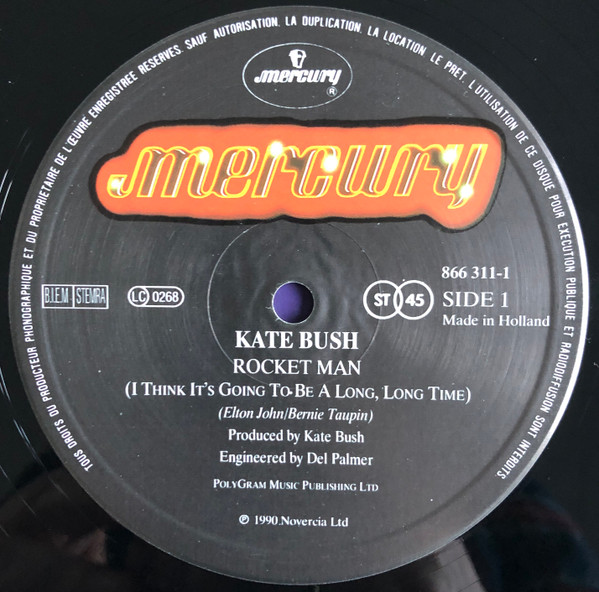 TOUS DROITS DU PRODUCTEUR PHONOGRAPHIQUE ET DU PROPRIETAIRE DE L'ŒUVRE ENREGISTREE RESERVES. SAUF AUTORISATION, LA DUPLICATION, LA LOCATION, LE PRET, L'UTILISATION DE CE DISQUE POUR EXECUTION PUBLIQUE ET RADIODIFFUSION SONT INTERDITS
mercury
®
mercury
866 311-1
B.I.E.M. STEMRA
LC 0268
ST 45
SIDE 1
Made in Holland
KATE BUSH
ROCKET MAN
(I THINK IT'S GOING TO BE A LONG, LONG TIME)
(Elton John/Bernie Taupin)
Produced by Kate Bush
Engineered by Del Palmer
POLYGRAM MUSIC PUBLISHING LTD
℗ 1990 Novercia Ltd